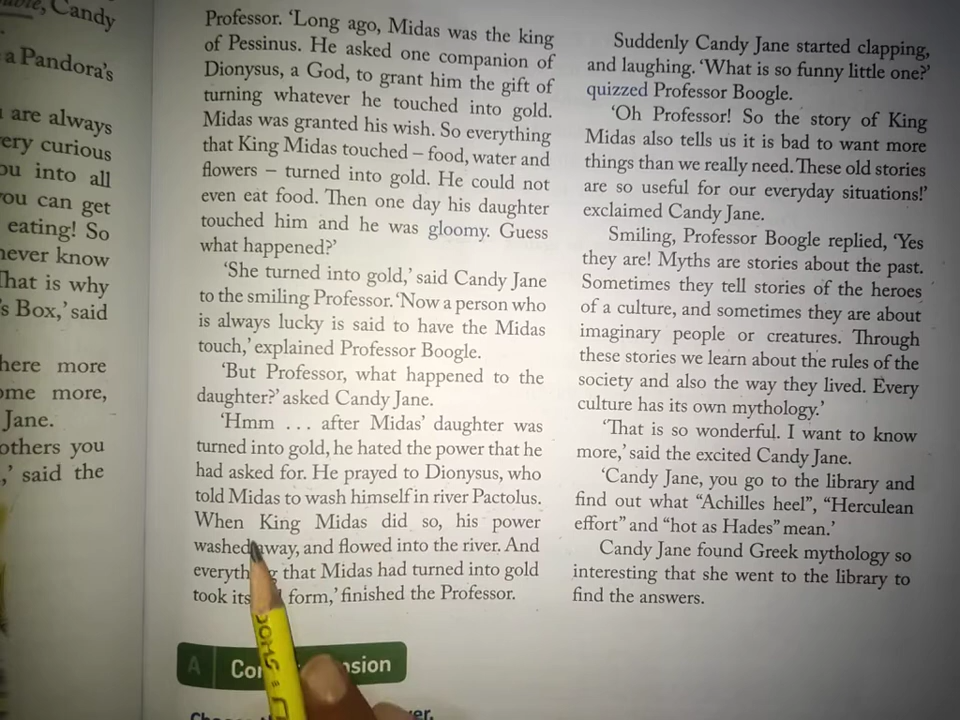 Candy
a Pandora's
are always
ery curious
ou into all
ou can get
eating! So
never know
That is why
's Box,' said
here more
ome more,
Jane.
others you
,' said the
Professor. 'Long ago, Midas was the king
of Pessinus. He asked one companion of
Dionysus, a God, to grant him the gift of
turning whatever he touched into gold.
Midas was granted his wish. So everything
that King Midas touched – food, water and
flowers – turned into gold. He could not
even eat food. Then one day his daughter
touched him and he was gloomy. Guess
what happened?'
'She turned into gold,' said Candy Jane
to the smiling Professor. 'Now a person who
is always lucky is said to have the Midas
touch,' explained Professor Boogle.
'But Professor, what happened to the
daughter?' asked Candy Jane.
'Hmm . . . after Midas' daughter was
turned into gold, he hated the power that he
had asked for. He prayed to Dionysus, who
told Midas to wash himself in river Pactolus.
When King Midas did so, his power
washed away, and flowed into the river. And
everything that Midas had turned into gold
took its form,' finished the Professor.
A
Suddenly Candy Jane started clapping,
and laughing. 'What is so funny little one?'
quizzed Professor Boogle.
'Oh Professor! So the story of King
Midas also tells us it is bad to want more
things than we really need. These old stories
are so useful for our everyday situations!'
exclaimed Candy Jane.
Smiling, Professor Boogle replied, 'Yes
they are! Myths are stories about the past.
Sometimes they tell stories of the heroes
of a culture, and sometimes they are about
imaginary people or creatures. Through
these stories we learn about the rules of the
society and also the way they lived. Every
culture has its own mythology.'
'That is so wonderful. I want to know
more,' said the excited Candy Jane.
'Candy Jane, you go to the library and
find out what "Achilles heel", "Herculean
effort" and "hot as Hades" mean.'
Candy Jane found Greek mythology so
interesting that she went to the library to
find the answers.
DOMS